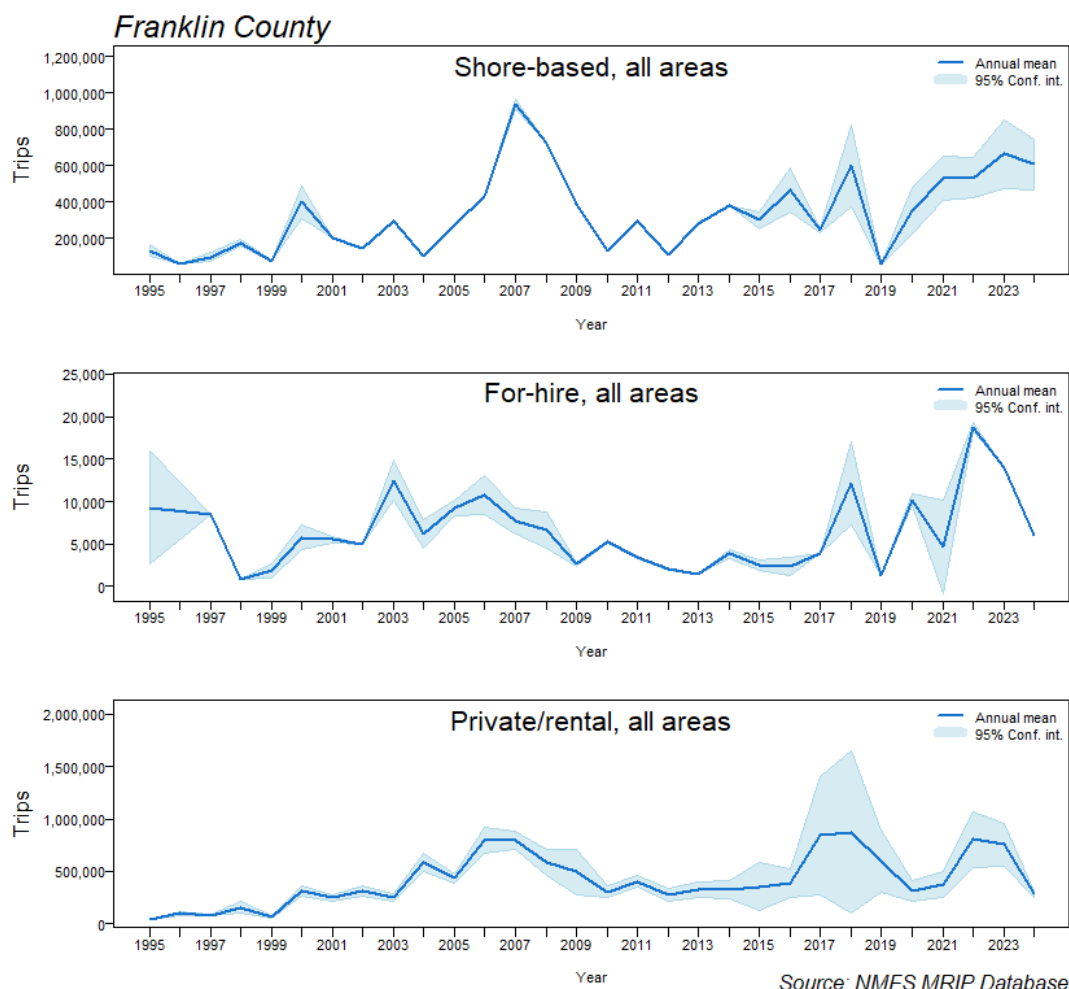 Franklin County
Shore-based, all areas
Annual mean
95% Conf. int.
Trips
1,200,000
1,000,000
800,000
600,000
400,000
200,000
1995 1997 1999 2001 2003 2005 2007 2009 2011 2013 2015 2017 2019 2021 2023
Year
For-hire, all areas
Annual mean
95% Conf. int.
Trips
25,000
20,000
15,000
10,000
5,000
0
1995 1997 1999 2001 2003 2005 2007 2009 2011 2013 2015 2017 2019 2021 2023
Year
Private/rental, all areas
Annual mean
95% Conf. int.
Trips
2,000,000
1,500,000
1,000,000
500,000
0
1995 1997 1999 2001 2003 2005 2007 2009 2011 2013 2015 2017 2019 2021 2023
Year
Source: NMFS MRIP Database